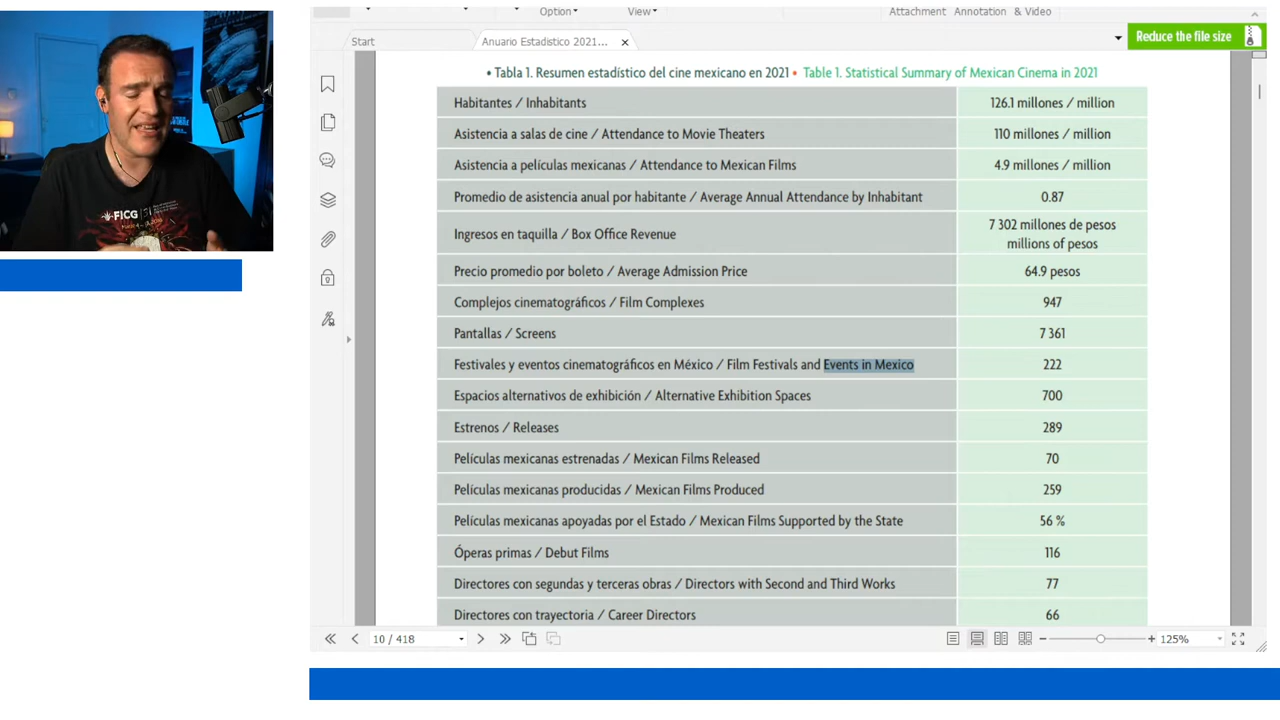 Option
View
Attachment Annotation & Video
Start
Anuario Estadistico 2021...
Reduce the file size
FICG
• Tabla 1. Resumen estadístico del cine mexicano en 2021 • Table 1. Statistical Summary of Mexican Cinema in 2021
Habitantes / Inhabitants 126.1 millones / million
Asistencia a salas de cine / Attendance to Movie Theaters 110 millones / million
Asistencia a películas mexicanas / Attendance to Mexican Films 4.9 millones / million
Promedio de asistencia anual por habitante / Average Annual Attendance by Inhabitant 0.87
Ingresos en taquilla / Box Office Revenue 7 302 millones de pesos
millions of pesos
Precio promedio por boleto / Average Admission Price 64.9 pesos
Complejos cinematográficos / Film Complexes 947
Pantallas / Screens 7 361
Festivales y eventos cinematográficos en México / Film Festivals and Events in Mexico 222
Espacios alternativos de exhibición / Alternative Exhibition Spaces 700
Estrenos / Releases 289
Películas mexicanas estrenadas / Mexican Films Released 70
Películas mexicanas producidas / Mexican Films Produced 259
Películas mexicanas apoyadas por el Estado / Mexican Films Supported by the State 56 %
Óperas primas / Debut Films 116
Directores con segundas y terceras obras / Directors with Second and Third Works 77
Directores con trayectoria / Career Directors 66
10 / 418
125%